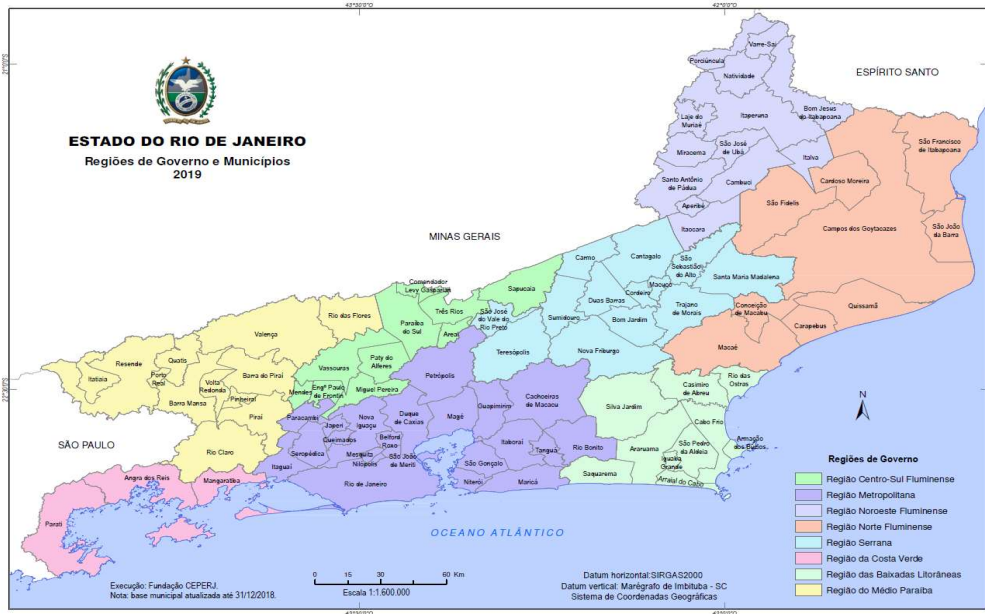 43°30'0"
42°0'0"
21°0'0"S
ESTADO DO RIO DE JANEIRO
Regiões de Governo e Municípios
2019
ESPÍRITO SANTO
MINAS GERAIS
SÃO PAULO
OCEANO ATLÂNTICO
Varre-Sai
Porciúncula
Natividade
Laje do
Muriaé
Itaperuna
Bom Jesus
do Itabapoana
Miracema
São José
de Ubá
Italva
Santo Antônio
de Pádua
Cambuci
Aperibé
Itaocara
São Francisco
de Itabapoana
Cardoso Moreira
São Fidelis
Campos dos Goytacazes
São João
da Barra
Quissamã
Carapebus
Conceição
de Macabu
Macaé
Carmo
Cantagalo
São
Sebastião
do Alto
Santa Maria Madalena
Macuco
Cordeiro
Duas Barras
Trajano
de Morais
Sumidouro
Bom Jardim
São José
do Vale do
Rio Preto
Teresópolis
Nova Friburgo
Comendador
Levy Gasparian
Sapucaia
Três Rios
Paraíba
do Sul
Areal
Vassouras
Paty do
Alferes
Mendes
Engº Paulo
de Frontin
Miguel Pereira
Rio das Flores
Valença
Resende
Quatis
Itatiaia
Porto
Real
Volta
Redonda
Barra do Piraí
Barra Mansa
Pinheiral
Piraí
Rio Claro
Petrópolis
Paracambi
Japeri
Nova
Iguaçu
Duque
de Caxias
Magé
Guapimirim
Cachoeiras
de Macacu
Queimados
Belford
Roxo
Seropédica
Mesquita
Nilópolis
São João
de Meriti
Itaguaí
Rio de Janeiro
Itaboraí
Tanguá
Rio Bonito
São Gonçalo
Niterói
Maricá
Rio das
Ostras
Casimiro
de Abreu
Silva Jardim
Cabo Frio
Armação
dos Búzios
Araruama
São Pedro
da Aldeia
Iguaba
Grande
Saquarema
Arraial do Cabo
Angra dos Reis
Mangaratiba
Parati
N
Regiões de Governo
Região Centro-Sul Fluminense
Região Metropolitana
Região Noroeste Fluminense
Região Norte Fluminense
Região Serrana
Região da Costa Verde
Região das Baixadas Litorâneas
Região do Médio Paraíba
Execução: Fundação CEPERJ.
Nota: base municipal atualizada até 31/12/2018.
0 15 30 60 Km
Escala 1:1.600.000
Datum horizontal:SIRGAS2000
Datum vertical: Marégrafo de Imbituba - SC
Sistema de Coordenadas Geográficas